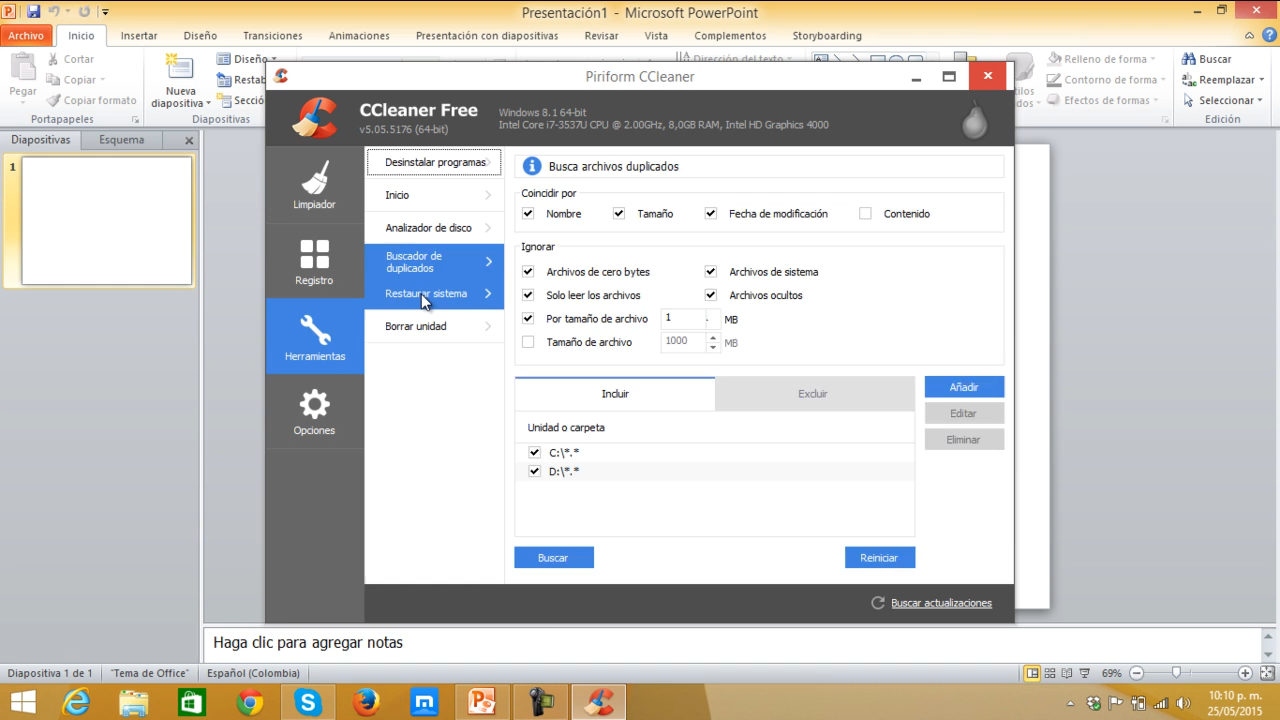 Presentación1 - Microsoft PowerPoint
Archivo Inicio Insertar Diseño Transiciones Animaciones Presentación con diapositivas Revisar Vista Complementos Storyboarding
Pegar
Cortar
Copiar
Copiar formato
Portapapeles
Nueva
diapositiva
Diseño
Restab
Secció
Diapositivas
Dirección del texto
Relleno de forma
Contorno de forma
Efectos de formas
Buscar
Reemplazar
Seleccionar
Edición
Diapositivas Esquema
1
Piriform CCleaner
CCleaner Free
v5.05.5176 (64-bit)
Windows 8.1 64-bit
Intel Core i7-3537U CPU @ 2.00GHz, 8,0GB RAM, Intel HD Graphics 4000
Limpiador
Registro
Herramientas
Opciones
Desinstalar programas
Inicio
Analizador de disco
Buscador de
duplicados
Restaurar sistema
Borrar unidad
Busca archivos duplicados
Coincidir por
Nombre Tamaño Fecha de modificación Contenido
Ignorar
Archivos de cero bytes Archivos de sistema
Solo leer los archivos Archivos ocultos
Por tamaño de archivo 1 MB
Tamaño de archivo 1000 MB
Incluir Excluir
Unidad o carpeta
C:\*.*
D:\*.*
Añadir
Editar
Eliminar
Buscar Reiniciar
Buscar actualizaciones
Haga clic para agregar notas
Diapositiva 1 de 1 "Tema de Office" Español (Colombia) 69%
10:10 p. m.
25/05/2015